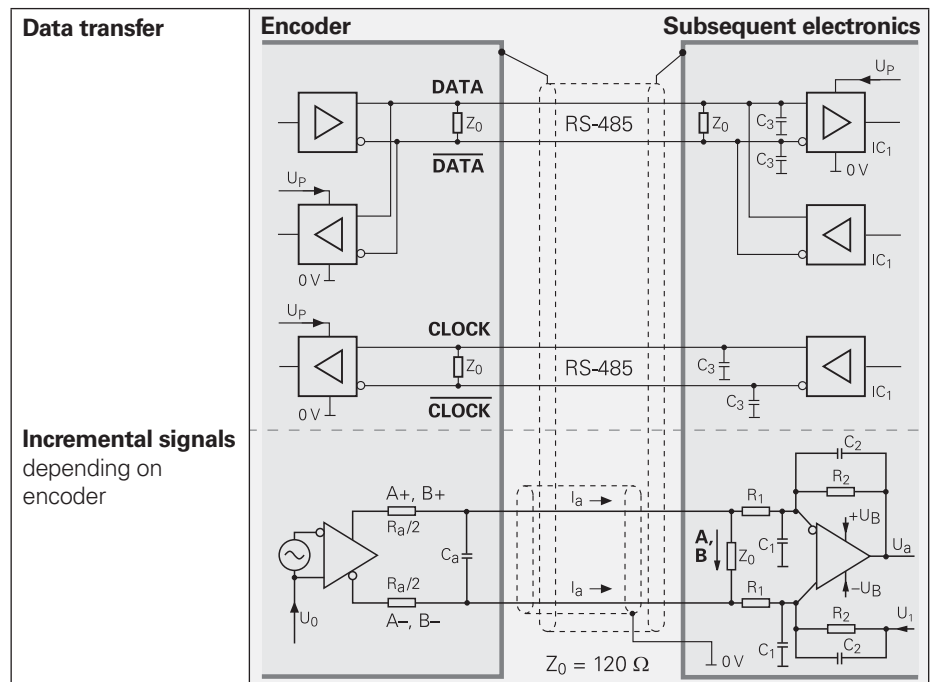 Data transfer
Encoder
Subsequent electronics
DATA
Z0
RS-485
Z0
C3
UP
IC1
DATA
C3
0 V
UP
0 V
IC1
UP
CLOCK
Z0
RS-485
C3
IC1
CLOCK
C3
0 V
Incremental signals
depending on
encoder
A+, B+
Ra/2
Ca
Ia
R1
C2
R2
+UB
A,
B
Z0
C1
Ua
Ra/2
A–, B–
U0
Ia
R1
–UB
C1
R2
U1
C2
Z0 = 120 Ω
0 V